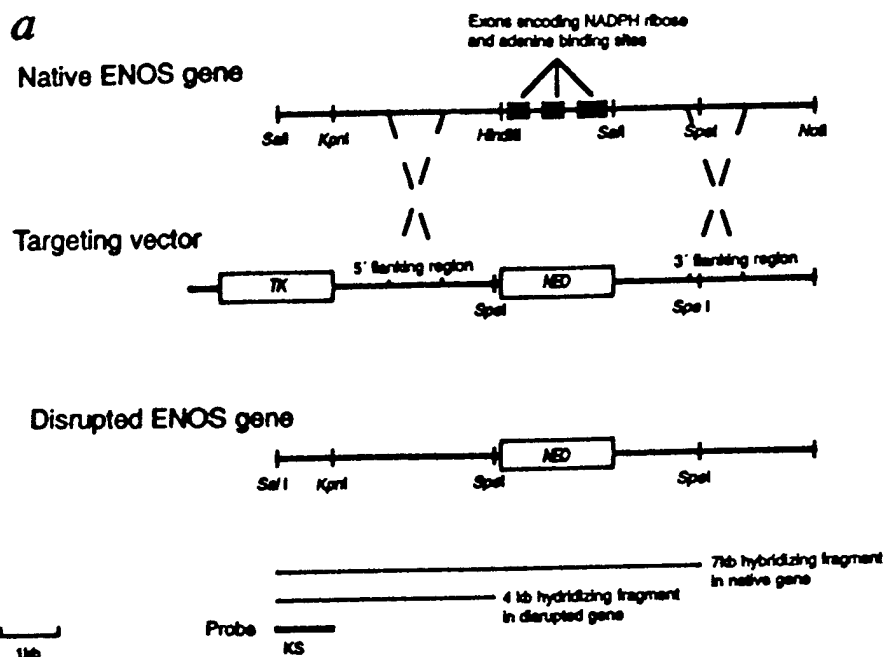 a
Exons encoding NADPH ribose
and adenine binding sites
Native ENOS gene
SalI KpnI HindIII SalI SpeI NotI
Targeting vector
5´ flanking region
3´ flanking region
TK
NEO
SpeI
Spe I
Disrupted ENOS gene
NEO
Sal I KpnI SpeI SpeI
7kb hybridizing fragment
in native gene
4 kb hydridizing fragment
in disrupted gene
Probe
KS
1kb